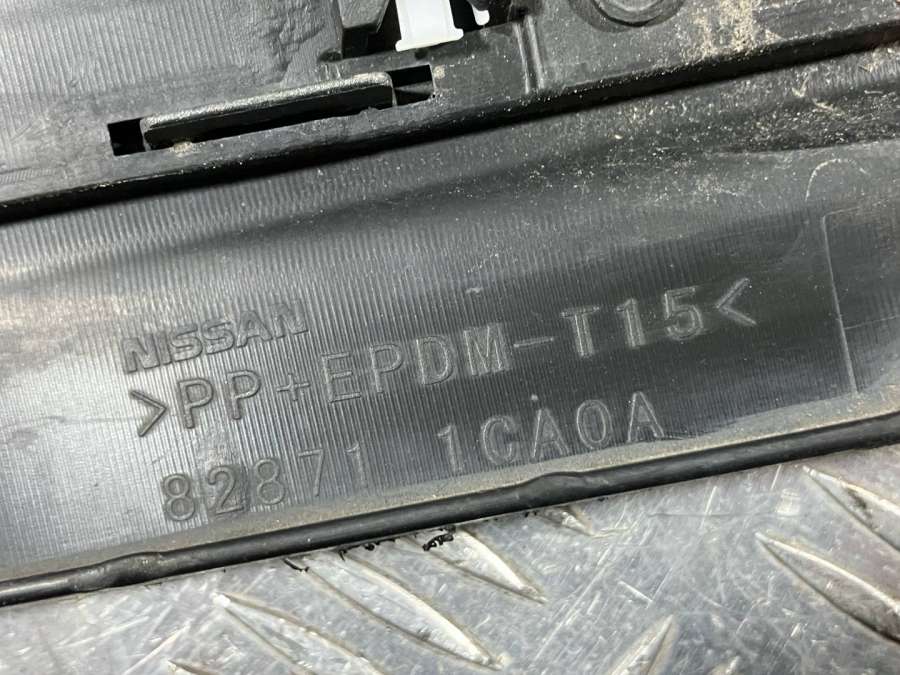 NISSAN
>PP+EPDM-T15<
82871 1CA0A